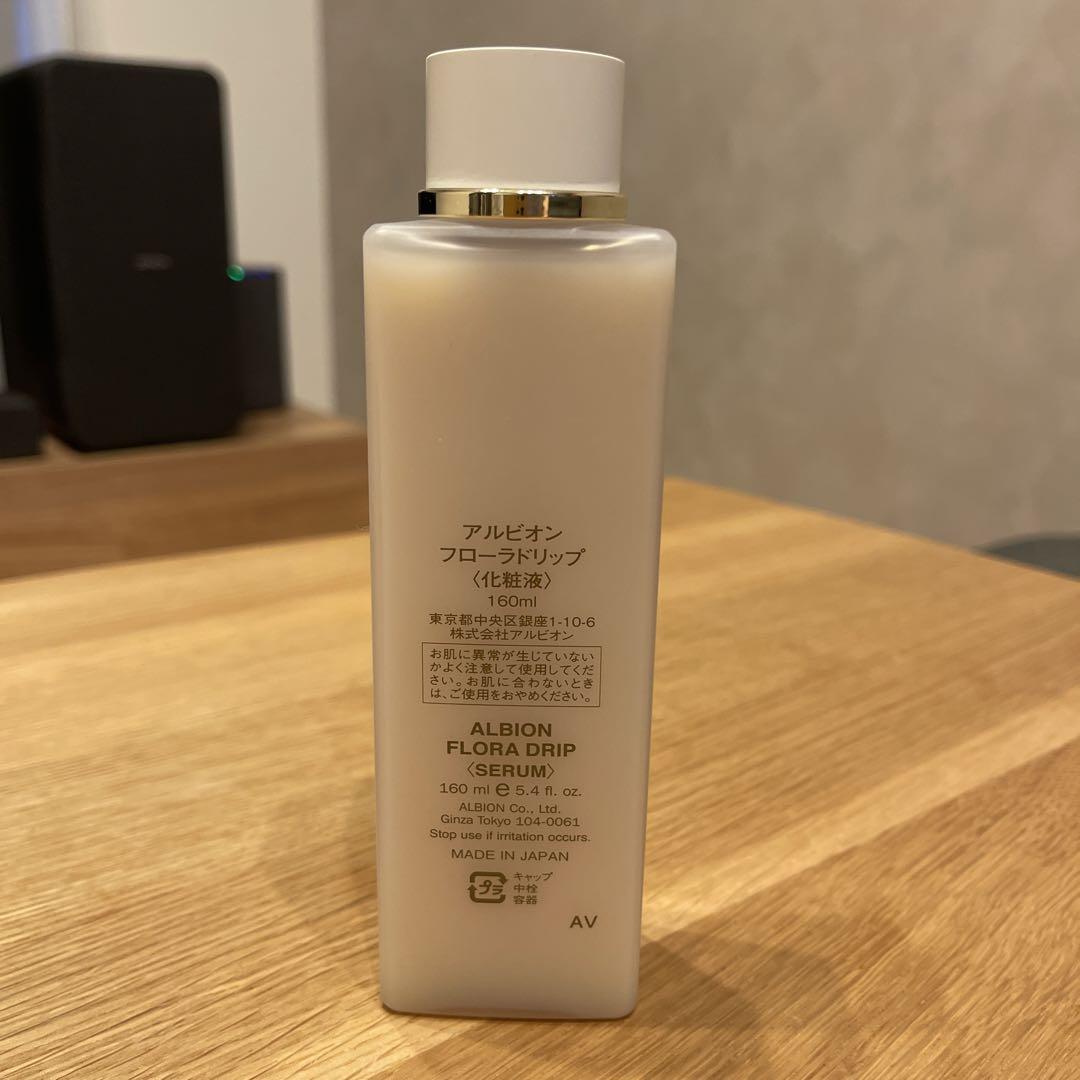 アルビオン
フローラドリップ
〈化粧液〉
160ml
東京都中央区銀座1-10-6
株式会社アルビオン
お肌に異常が生じていない
かよく注意して使用してくだ
さい。お肌に合わないとき
は、ご使用をおやめください。
ALBION
FLORA DRIP
〈SERUM〉
160 ml e 5.4 fl. oz.
ALBION Co., Ltd.
Ginza Tokyo 104-0061
Stop use if irritation occurs.
MADE IN JAPAN
プラ
キャップ
中栓
容器
AV